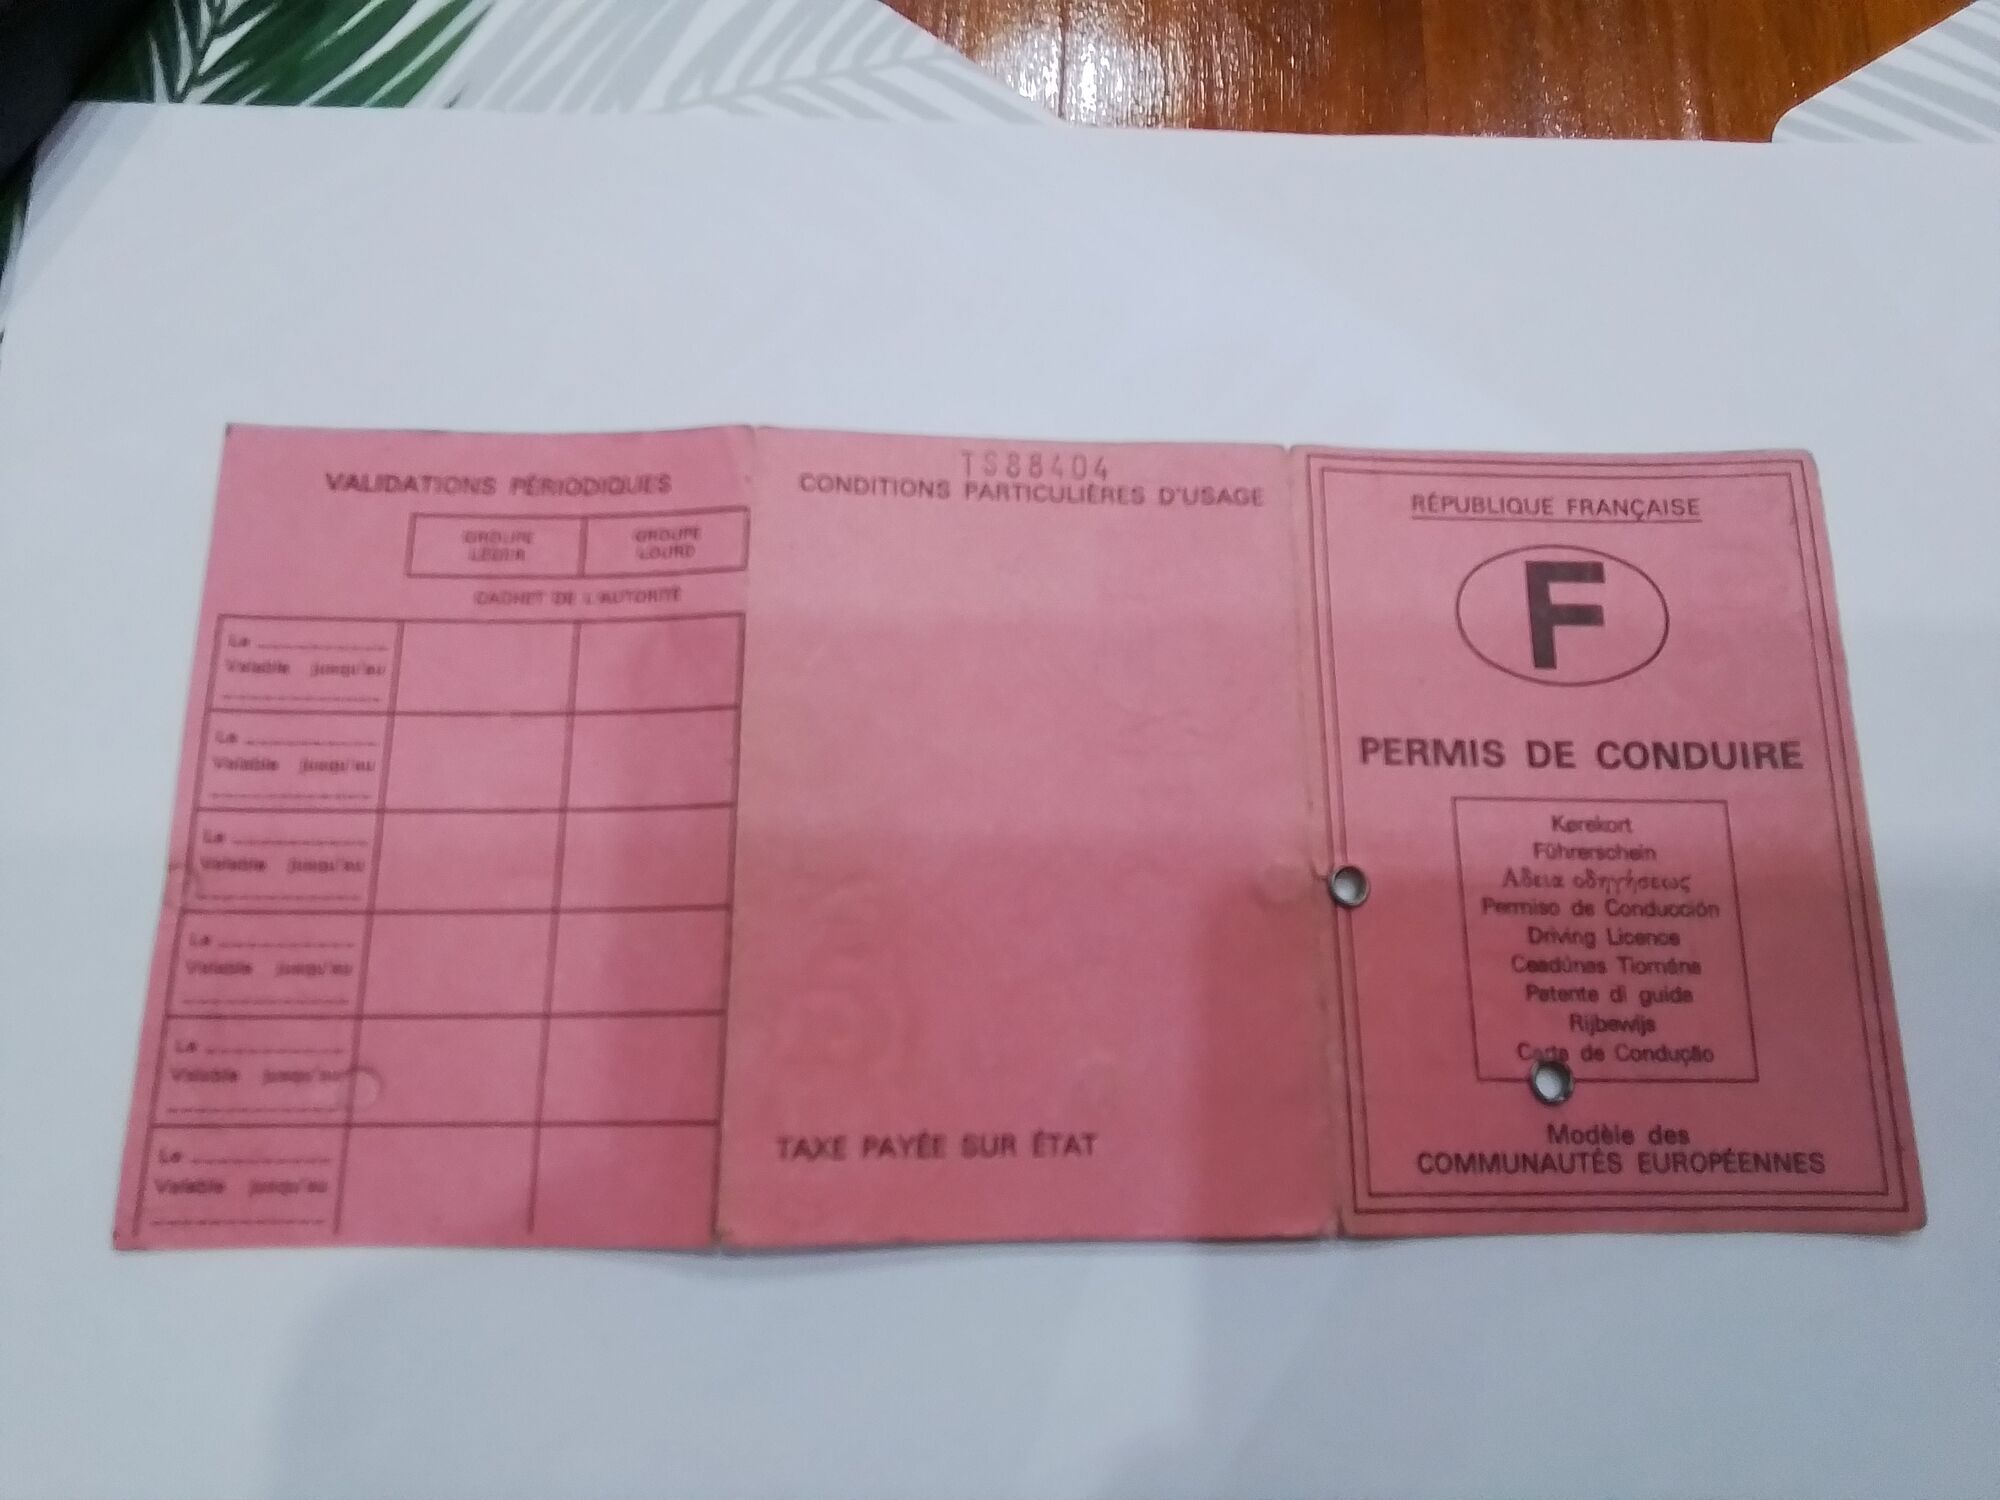 VALIDATIONS PÉRIODIQUES
GROUPE
LÉGER
GROUPE
LOURD
CACHET DE L'AUTORITÉ
Le
Valable jusqu'au
Le
Valable jusqu'au
Le
Valable jusqu'au
Le
Valable jusqu'au
Le
Valable jusqu'au
Le
Valable jusqu'au
TS88404
CONDITIONS PARTICULIÈRES D'USAGE
TAXE PAYÉE SUR ÉTAT
RÉPUBLIQUE FRANÇAISE
F
PERMIS DE CONDUIRE
Kørekort
Führerschein
Άδεια οδηγήσεως
Permiso de Conducción
Driving Licence
Ceadúnas Tiomána
Patente di guida
Rijbewijs
Carta de Condução
Modèle des
COMMUNAUTÉS EUROPÉENNES